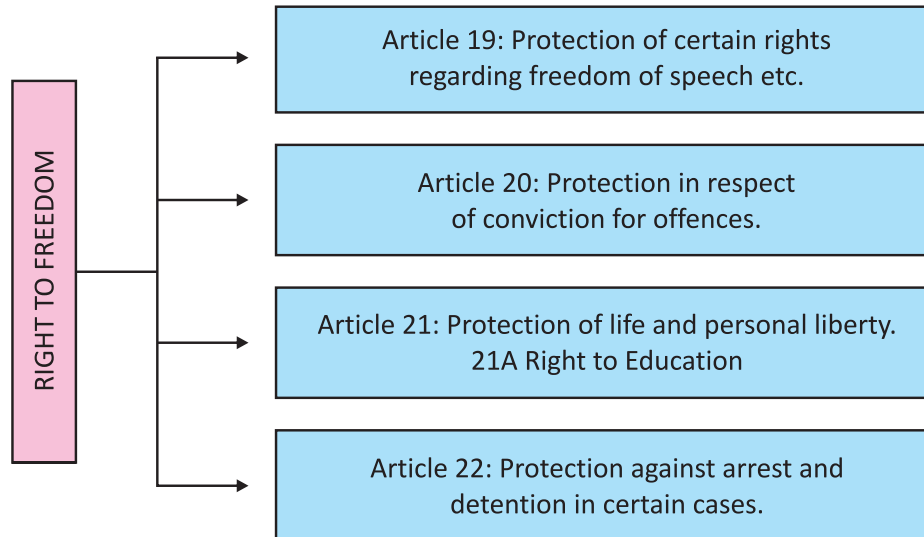 RIGHT TO FREEDOM
Article 19: Protection of certain rights
regarding freedom of speech etc.
Article 20: Protection in respect
of conviction for offences.
Article 21: Protection of life and personal liberty.
21A Right to Education
Article 22: Protection against arrest and
detention in certain cases.